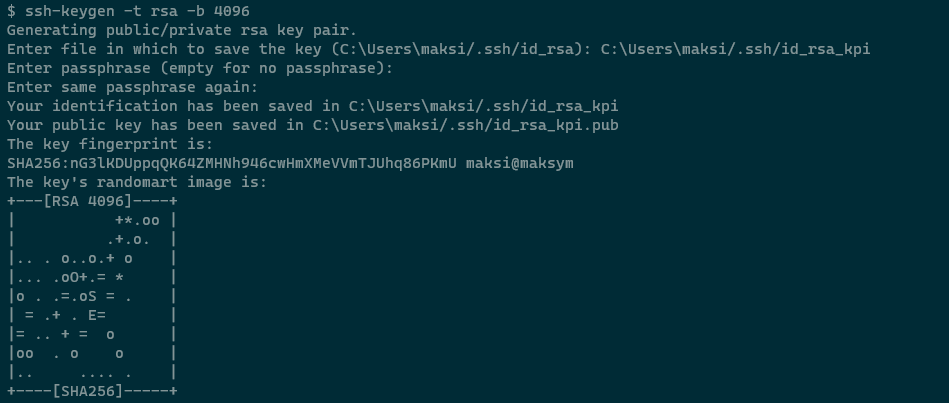 $ ssh-keygen -t rsa -b 4096
Generating public/private rsa key pair.
Enter file in which to save the key (C:\Users\maksi/.ssh/id_rsa): C:\Users\maksi/.ssh/id_rsa_kpi
Enter passphrase (empty for no passphrase):
Enter same passphrase again:
Your identification has been saved in C:\Users\maksi/.ssh/id_rsa_kpi
Your public key has been saved in C:\Users\maksi/.ssh/id_rsa_kpi.pub
The key fingerprint is:
SHA256:nG3lKDUppqQK64ZMHNh946cwHmXMeVVmTJUhq86PKmU maksi@maksym
The key's randomart image is:
+---[RSA 4096]----+
|           +*.oo |
|          .+.o.  |
|.. . o..o.+ o    |
|... .oO+.= *     |
|o . .=.oS = .    |
| = .+ . E=       |
|= .. + =  o      |
|oo  . o    o     |
|..     .... .    |
+----[SHA256]-----+